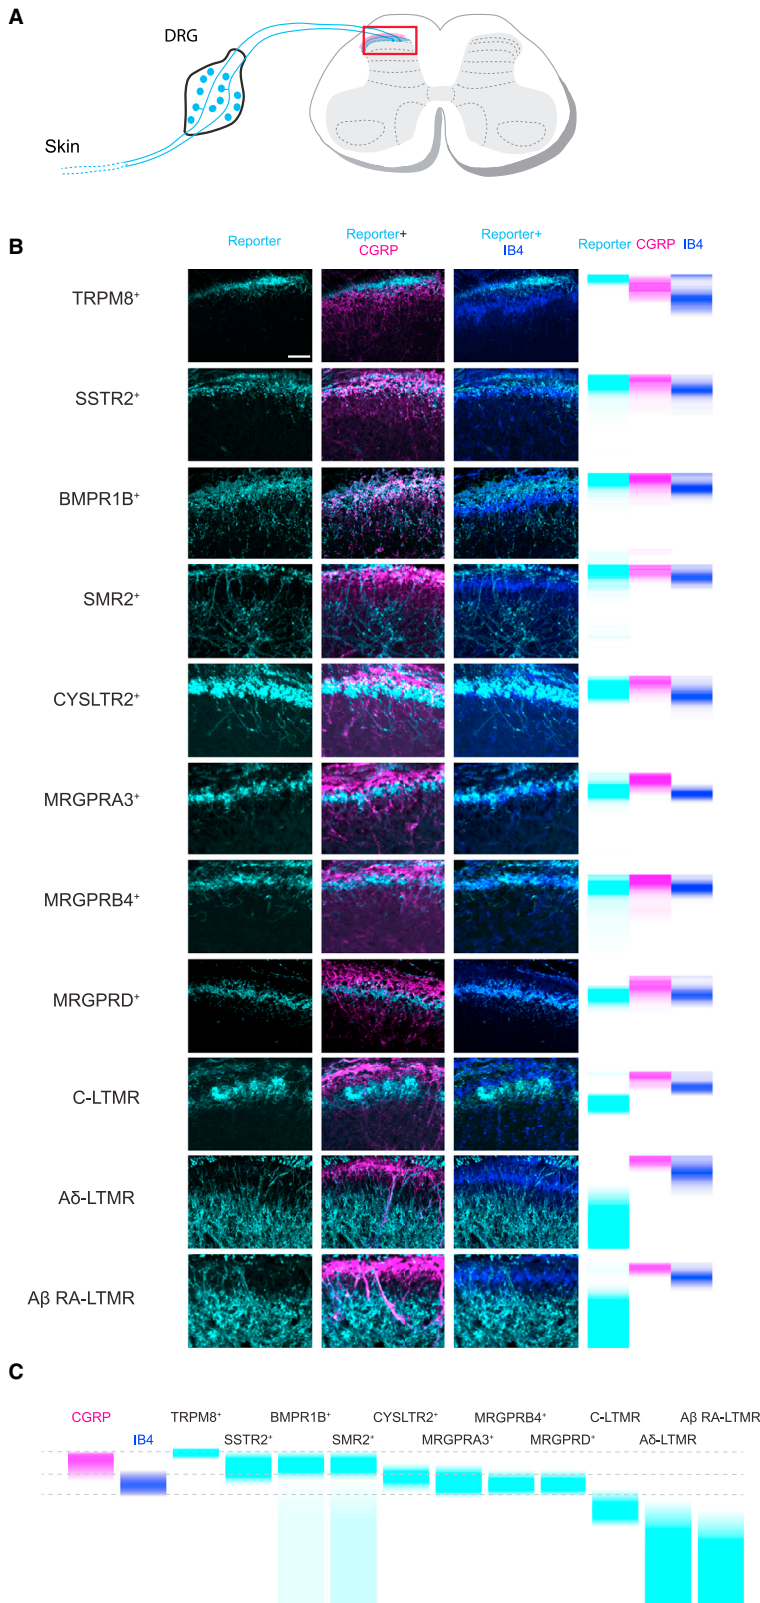 A
DRG
Skin
B
Reporter
Reporter+
CGRP
Reporter+
IB4
Reporter CGRP IB4
TRPM8⁺
SSTR2⁺
BMPR1B⁺
SMR2⁺
CYSLTR2⁺
MRGPRA3⁺
MRGPRB4⁺
MRGPRD⁺
C-LTMR
Aδ-LTMR
Aβ RA-LTMR
C
CGRP TRPM8⁺ BMPR1B⁺ CYSLTR2⁺ MRGPRB4⁺ C-LTMR Aβ RA-LTMR
IB4 SSTR2⁺ SMR2⁺ MRGPRA3⁺ MRGPRD⁺ Aδ-LTMR